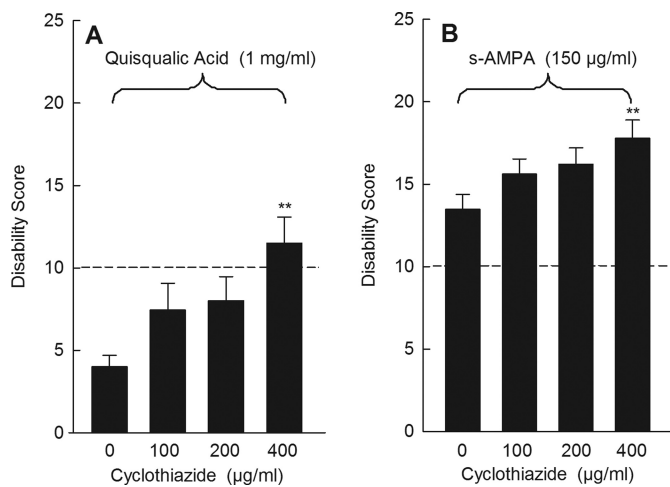 A
Quisqualic Acid (1 mg/ml)
25
20
15
10
5
0
Disability Score
**
0 100 200 400
Cyclothiazide (µg/ml)
B
s-AMPA (150 µg/ml)
25
20
15
10
5
0
Disability Score
**
0 100 200 400
Cyclothiazide (µg/ml)